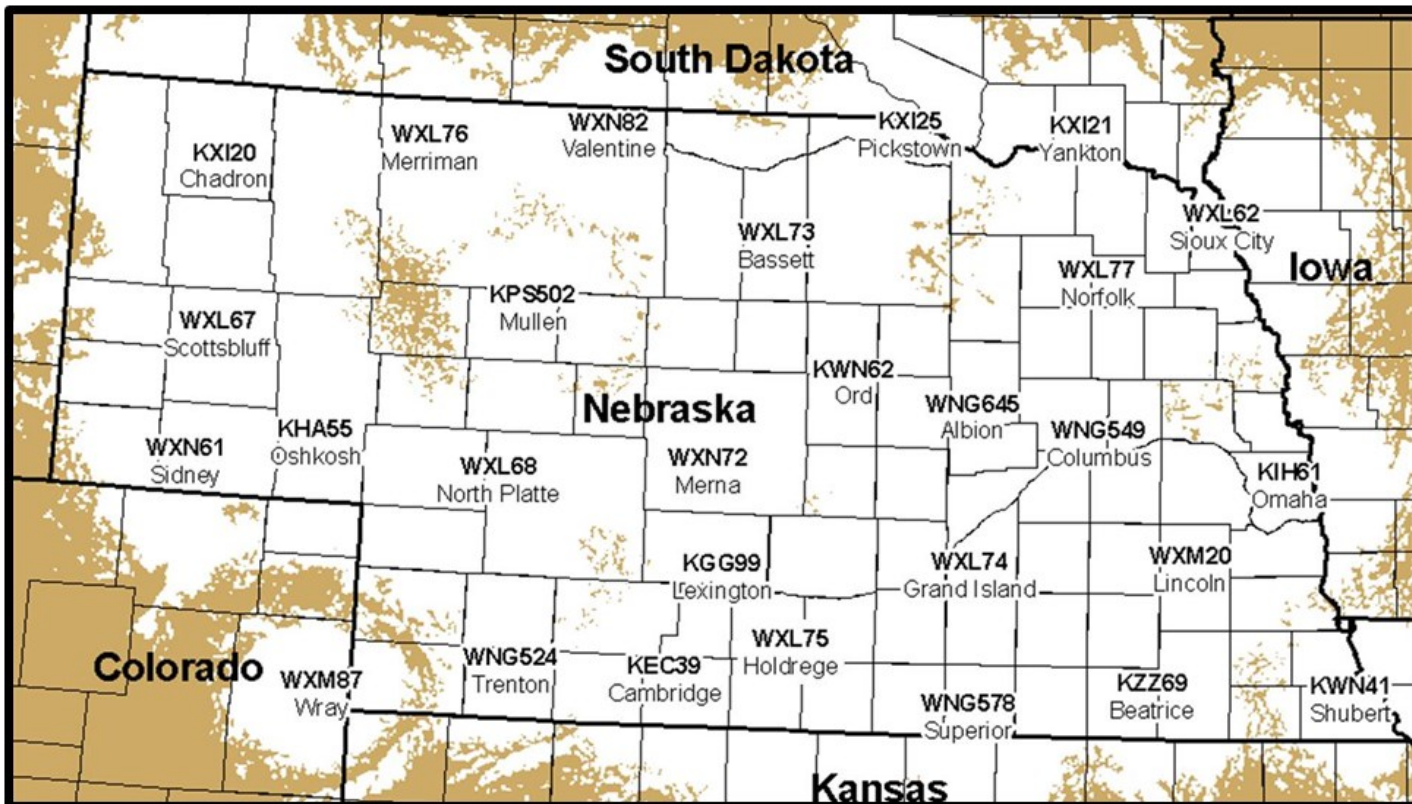 South Dakota
WXN82
Valentine
KXI25
Pickstown
KXI21
Yankton
WXL76
Merriman
KXI20
Chadron
WXL62
Sioux City
WXL73
Bassett
Iowa
WXL77
Norfolk
KPS502
Mullen
WXL67
Scottsbluff
KWN62
Ord
Nebraska
WNG645
Albion
KHA55
Oshkosh
WNG549
Columbus
WXN61
Sidney
WXL68
North Platte
WXN72
Merna
KIH61
Omaha
KGG99
Lexington
WXL74
Grand Island
WXM20
Lincoln
WXL75
Holdrege
Colorado
WXM87
Wray
WNG524
Trenton
KEC39
Cambridge
KZZ69
Beatrice
KWN41
Shubert
WNG578
Superior
Kansas